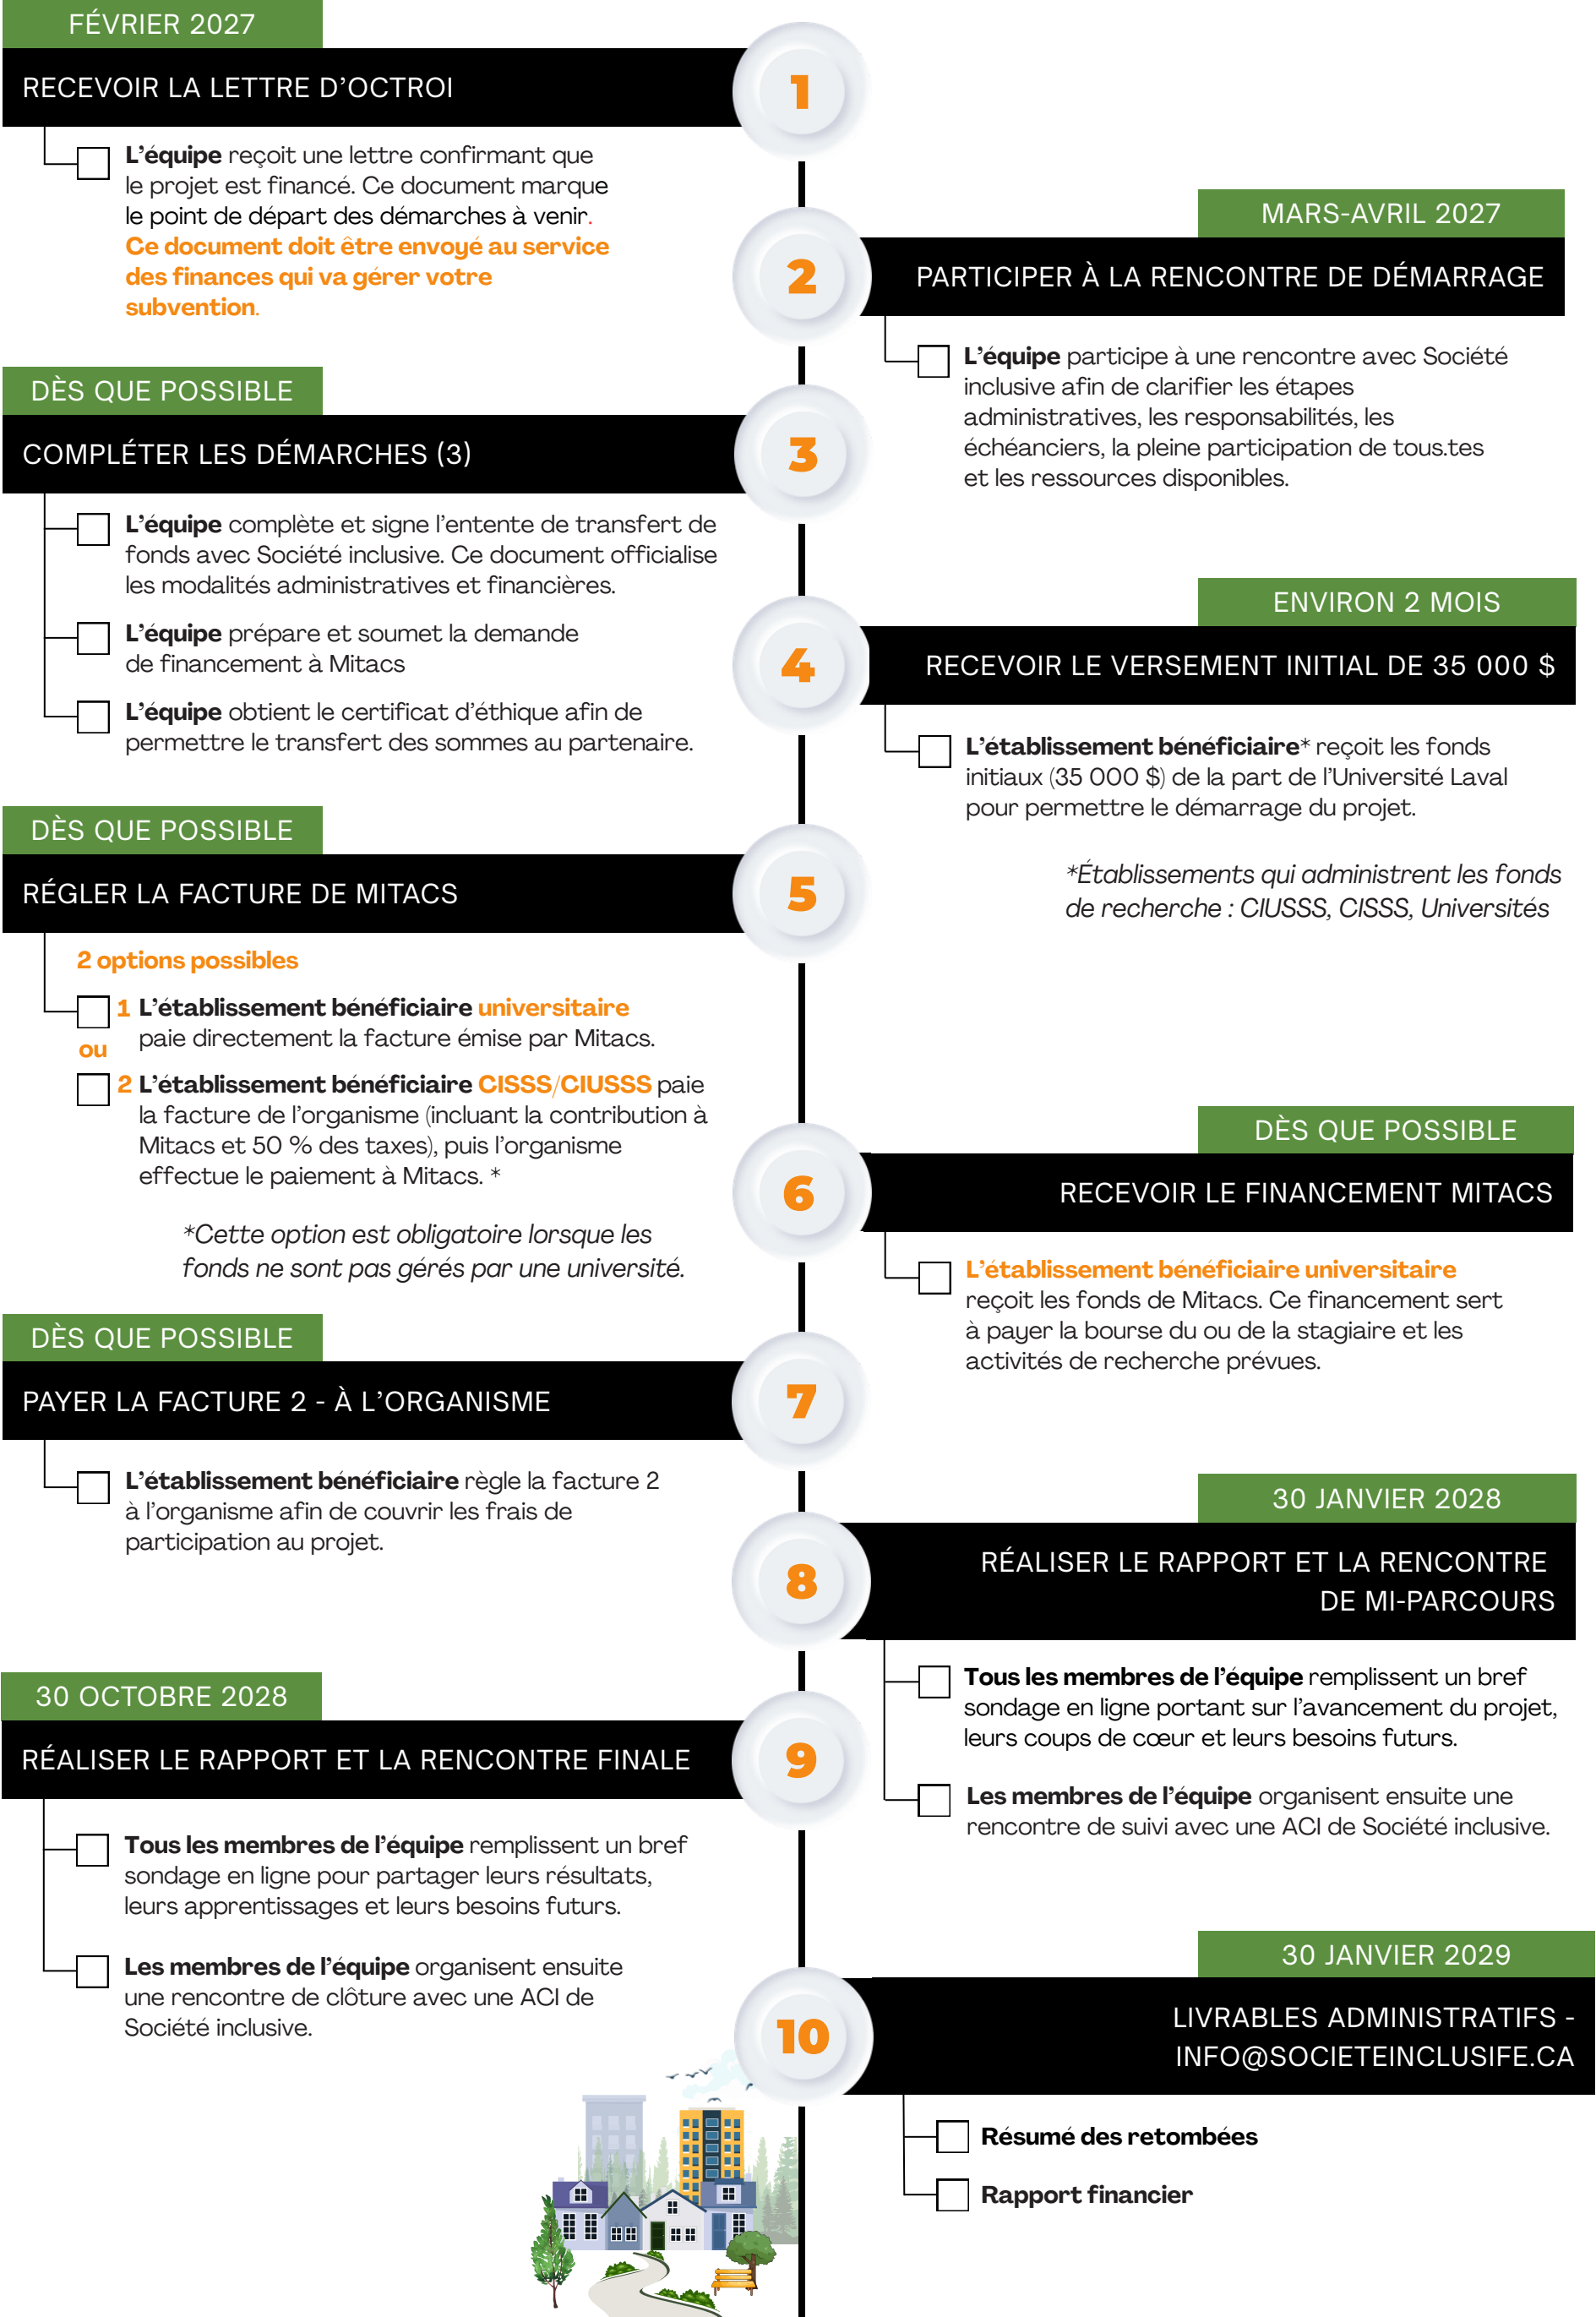 FÉVRIER 2027
RECEVOIR LA LETTRE D’OCTROI
1
L’équipe reçoit une lettre confirmant que
le projet est financé. Ce document marque
le point de départ des démarches à venir.
Ce document doit être envoyé au service
des finances qui va gérer votre
subvention.
MARS-AVRIL 2027
2
PARTICIPER À LA RENCONTRE DE DÉMARRAGE
L’équipe participe à une rencontre avec Société
inclusive afin de clarifier les étapes
administratives, les responsabilités, les
échéanciers, la pleine participation de tous.tes
et les ressources disponibles.
DÈS QUE POSSIBLE
COMPLÉTER LES DÉMARCHES (3)
3
L’équipe complète et signe l’entente de transfert de
fonds avec Société inclusive. Ce document officialise
les modalités administratives et financières.
L’équipe prépare et soumet la demande
de financement à Mitacs
L’équipe obtient le certificat d’éthique afin de
permettre le transfert des sommes au partenaire.
ENVIRON 2 MOIS
4
RECEVOIR LE VERSEMENT INITIAL DE 35 000 $
L’établissement bénéficiaire* reçoit les fonds
initiaux (35 000 $) de la part de l’Université Laval
pour permettre le démarrage du projet.
*Établissements qui administrent les fonds
de recherche : CIUSSS, CISSS, Universités
DÈS QUE POSSIBLE
RÉGLER LA FACTURE DE MITACS
5
2 options possibles
1 L’établissement bénéficiaire universitaire
paie directement la facture émise par Mitacs.
ou
2 L’établissement bénéficiaire CISSS/CIUSSS paie
la facture de l’organisme (incluant la contribution à
Mitacs et 50 % des taxes), puis l’organisme
effectue le paiement à Mitacs. *
*Cette option est obligatoire lorsque les
fonds ne sont pas gérés par une université.
DÈS QUE POSSIBLE
6
RECEVOIR LE FINANCEMENT MITACS
L’établissement bénéficiaire universitaire
reçoit les fonds de Mitacs. Ce financement sert
à payer la bourse du ou de la stagiaire et les
activités de recherche prévues.
DÈS QUE POSSIBLE
PAYER LA FACTURE 2 - À L’ORGANISME
7
L’établissement bénéficiaire règle la facture 2
à l’organisme afin de couvrir les frais de
participation au projet.
30 JANVIER 2028
8
RÉALISER LE RAPPORT ET LA RENCONTRE
DE MI-PARCOURS
Tous les membres de l’équipe remplissent un bref
sondage en ligne portant sur l’avancement du projet,
leurs coups de cœur et leurs besoins futurs.
Les membres de l’équipe organisent ensuite une
rencontre de suivi avec une ACI de Société inclusive.
30 OCTOBRE 2028
RÉALISER LE RAPPORT ET LA RENCONTRE FINALE
9
Tous les membres de l’équipe remplissent un bref
sondage en ligne pour partager leurs résultats,
leurs apprentissages et leurs besoins futurs.
Les membres de l’équipe organisent ensuite
une rencontre de clôture avec une ACI de
Société inclusive.
30 JANVIER 2029
10
LIVRABLES ADMINISTRATIFS -
INFO@SOCIETEINCLUSIFE.CA
Résumé des retombées
Rapport financier